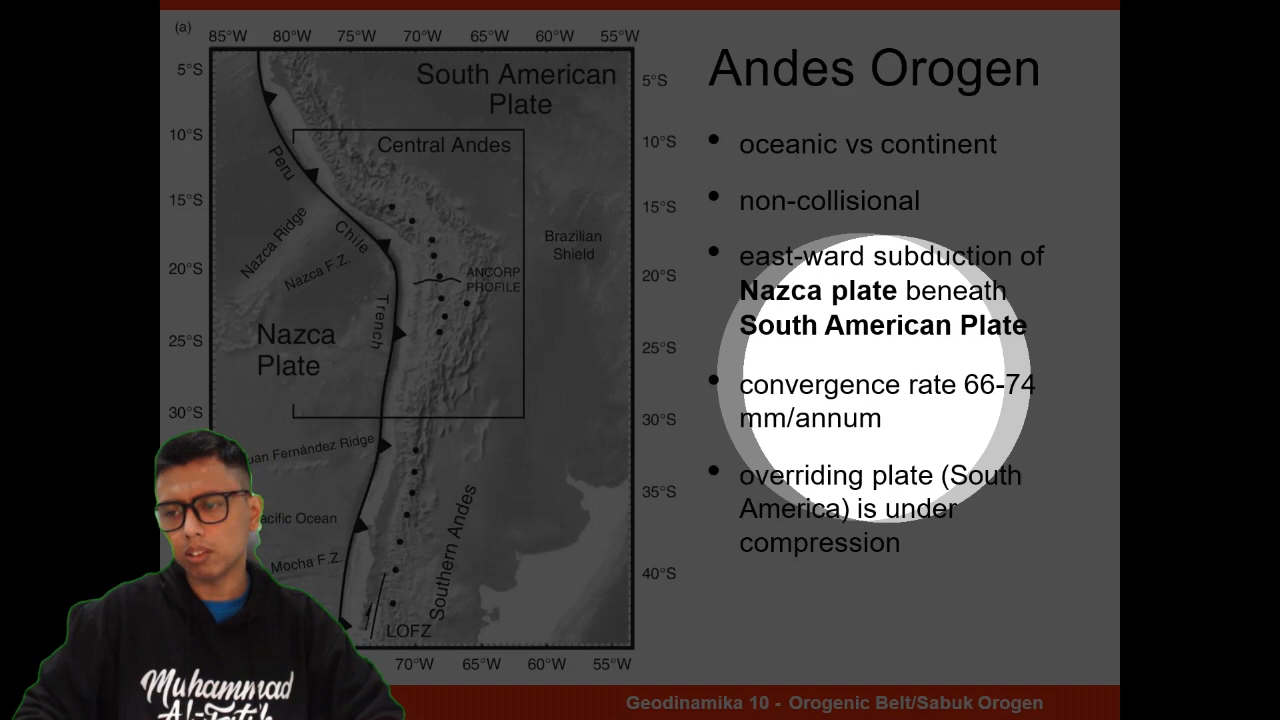 (a)
85°W 80°W 75°W 70°W 65°W 60°W 55°W
5°S
10°S
15°S
20°S
25°S
30°S
South American
Plate
Central Andes
Peru
Chile
Trench
Nazca Ridge
Nazca F.Z.
Brazilian
Shield
ANCORP
PROFILE
Nazca
Plate
uan Fernández Ridge
acific Ocean
Mocha F.Z.
Southern Andes
LOFZ
5°S
10°S
15°S
20°S
25°S
30°S
35°S
40°S
70°W 65°W 60°W 55°W
Andes Orogen
• oceanic vs continent
• non-collisional
• east-ward subduction of
Nazca plate beneath
South American Plate
• convergence rate 66-74
mm/annum
• overriding plate (South
America) is under
compression
Muhammad
Geodinamika 10 - Orogenic Belt/Sabuk Orogen